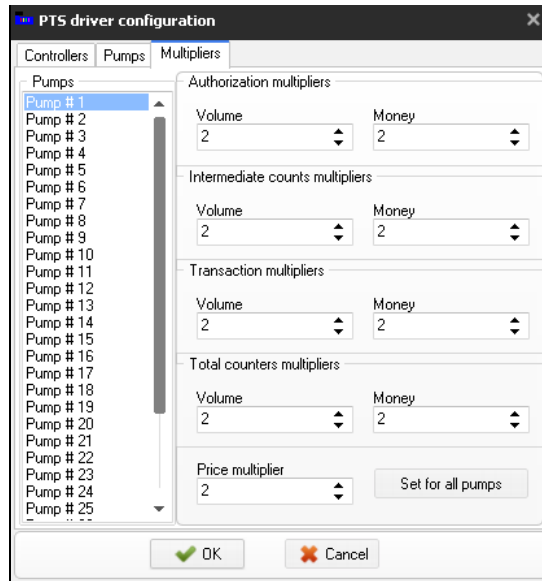 PTS driver configuration
Controllers
Pumps
Multipliers
Pumps
Pump # 1
Pump # 2
Pump # 3
Pump # 4
Pump # 5
Pump # 6
Pump # 7
Pump # 8
Pump # 9
Pump # 10
Pump # 11
Pump # 12
Pump # 13
Pump # 14
Pump # 15
Pump # 16
Pump # 17
Pump # 18
Pump # 19
Pump # 20
Pump # 21
Pump # 22
Pump # 23
Pump # 24
Pump # 25
Authorization multipliers
Volume Money
2 2
Intermediate counts multipliers
Volume Money
2 2
Transaction multipliers
Volume Money
2 2
Total counters multipliers
Volume Money
2 2
Price multiplier
2
Set for all pumps
OK
Cancel